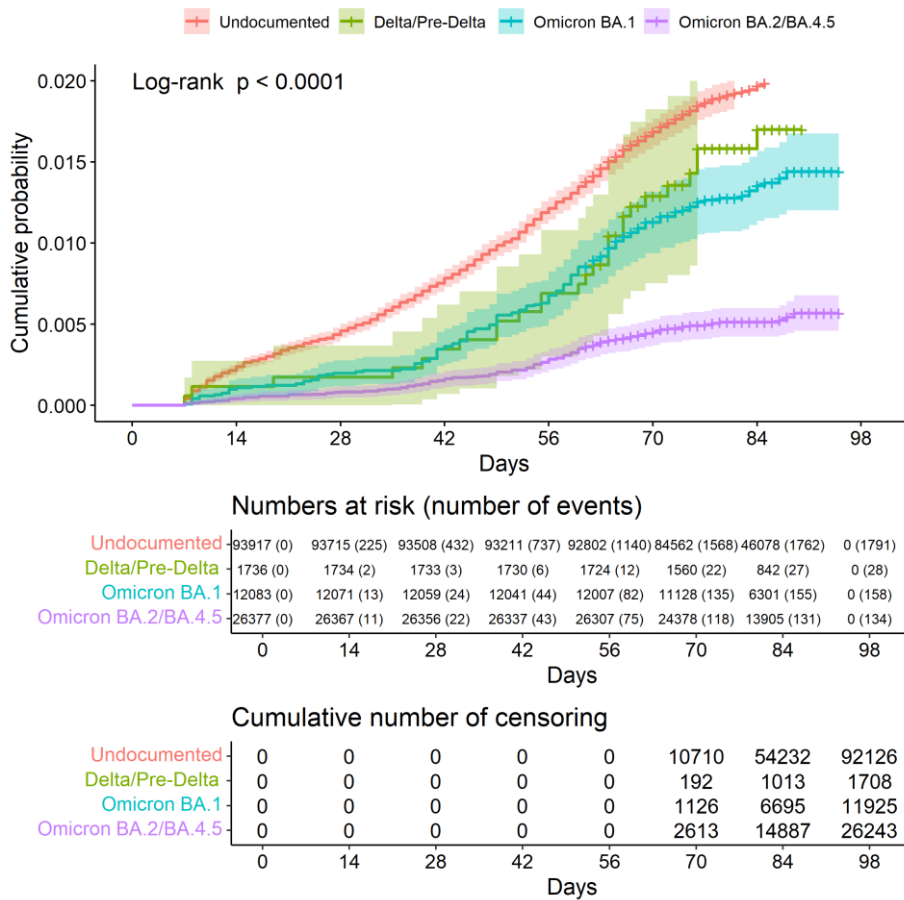 Undocumented Delta/Pre-Delta Omicron BA.1 Omicron BA.2/BA.4.5
Log-rank p < 0.0001
Cumulative probability
0.020
0.015
0.010
0.005
0.000
0 14 28 42 56 70 84 98
Days
Numbers at risk (number of events)
Undocumented 93917 (0) 93715 (225) 93508 (432) 93211 (737) 92802 (1140) 84562 (1568) 46078 (1762) 0 (1791)
Delta/Pre-Delta 1736 (0) 1734 (2) 1733 (3) 1730 (6) 1724 (12) 1560 (22) 842 (27) 0 (28)
Omicron BA.1 12083 (0) 12071 (13) 12059 (24) 12041 (44) 12007 (82) 11128 (135) 6301 (155) 0 (158)
Omicron BA.2/BA.4.5 26377 (0) 26367 (11) 26356 (22) 26337 (43) 26307 (75) 24378 (118) 13905 (131) 0 (134)
0 14 28 42 56 70 84 98
Days
Cumulative number of censoring
Undocumented 0 0 0 0 0 10710 54232 92126
Delta/Pre-Delta 0 0 0 0 0 192 1013 1708
Omicron BA.1 0 0 0 0 0 1126 6695 11925
Omicron BA.2/BA.4.5 0 0 0 0 0 2613 14887 26243
0 14 28 42 56 70 84 98
Days